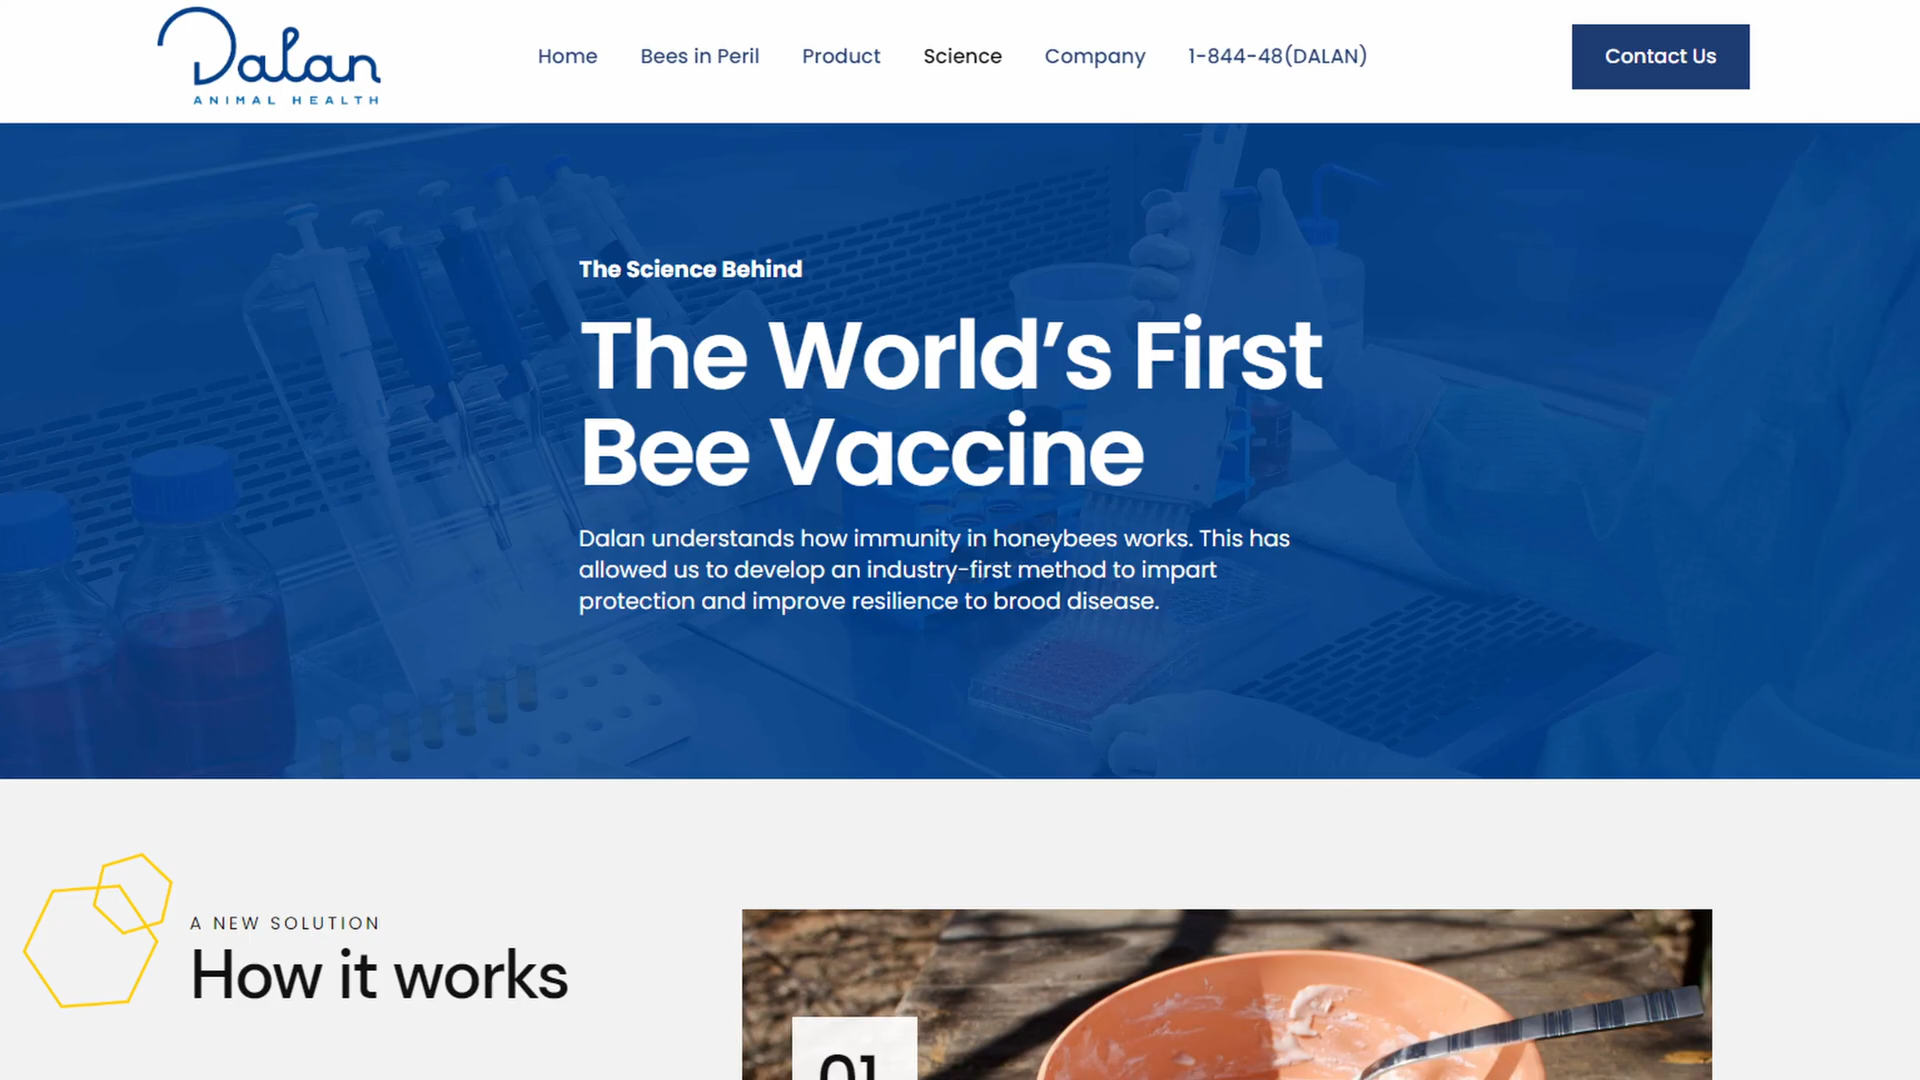 Dalan
ANIMAL HEALTH
Home
Bees in Peril
Product
Science
Company
1-844-48(DALAN)
Contact Us
The Science Behind
The World’s First
Bee Vaccine
Dalan understands how immunity in honeybees works. This has
allowed us to develop an industry-first method to impart
protection and improve resilience to brood disease.
A NEW SOLUTION
How it works
01